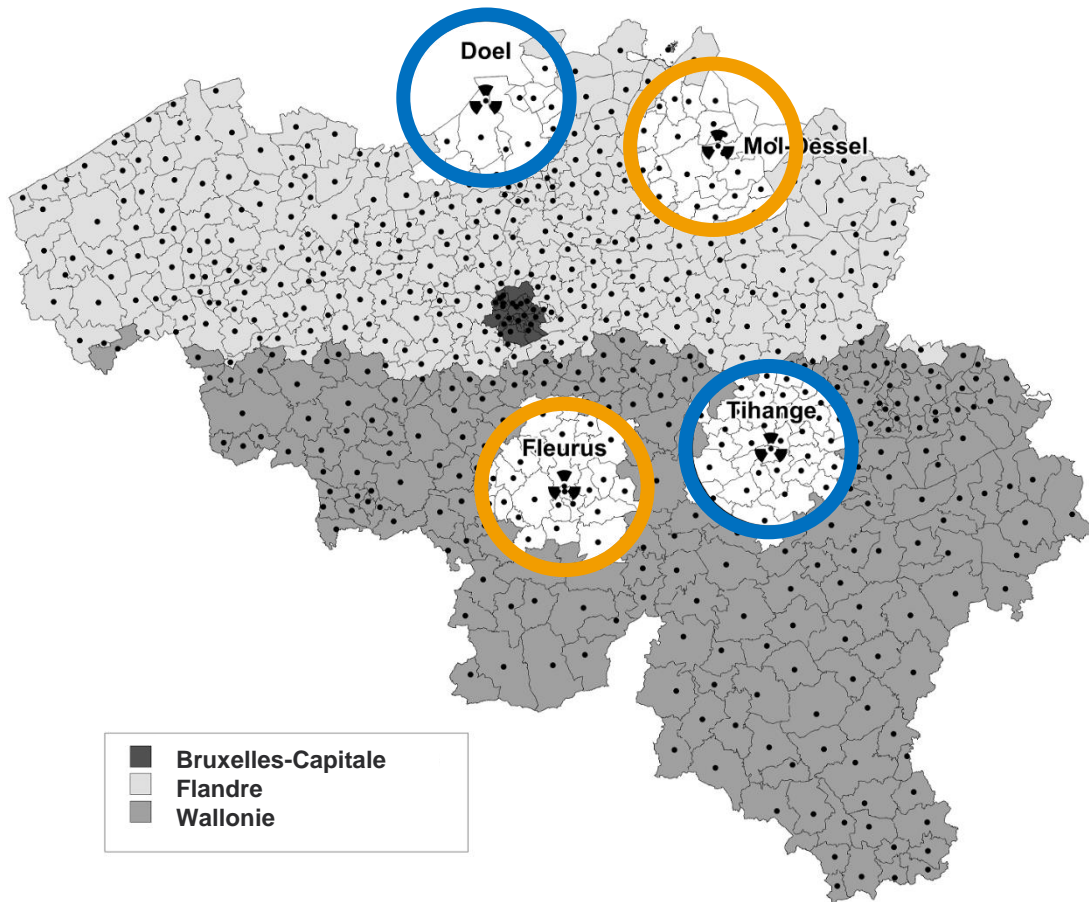 Doel
Mol-Dessel
Tihange
Fleurus
Bruxelles-Capitale
Flandre
Wallonie